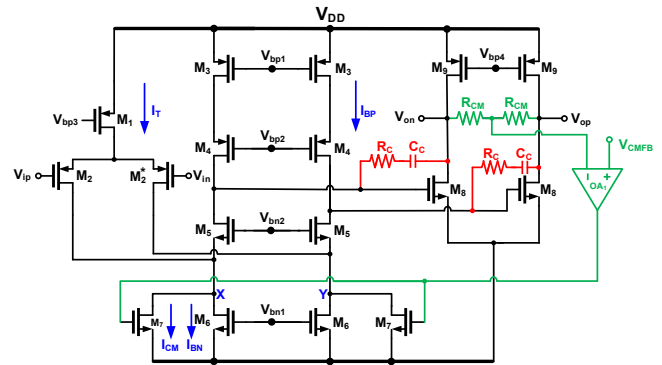 VDD
M3 Vbp1 M3
M9 Vbp4 M9
Vbp3 M1 IT
IBP
Von RCM RCM Vop
M4 Vbp2 M4
RC CC
VCMFB
Vip M2 M2* Vin
RC CC
M8 M8
I +
OA1
M5 Vbn2 M5
X Y
M7 M6 Vbn1 M6 M7
ICM IBN